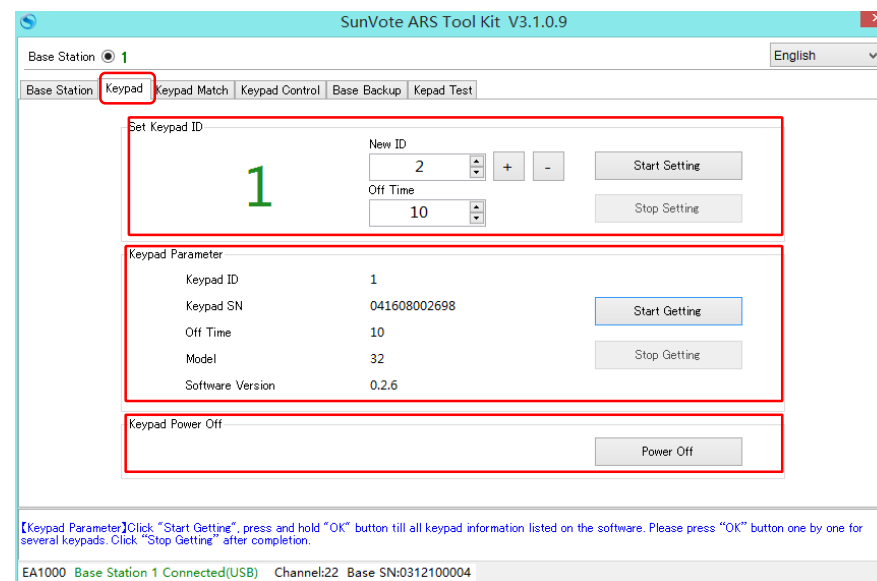 SunVote ARS Tool Kit V3.1.0.9
Base Station 1 English
Base Station Keypad Keypad Match Keypad Control Base Backup Kepad Test
Set Keypad ID
New ID
1 2 + - Start Setting
Off Time
10 Stop Setting
Keypad Parameter
Keypad ID 1
Keypad SN 041608002698
Start Getting
Off Time 10
Model 32 Stop Getting
Software Version 0.2.6
Keypad Power Off
Power Off
【Keypad Parameter】Click "Start Getting", press and hold "OK" button till all keypad information listed on the software. Please press “OK” button one by one for
several keypads. Click “Stop Getting” after completion.
EA1000 Base Station 1 Connected(USB) Channel:22 Base SN:0312100004